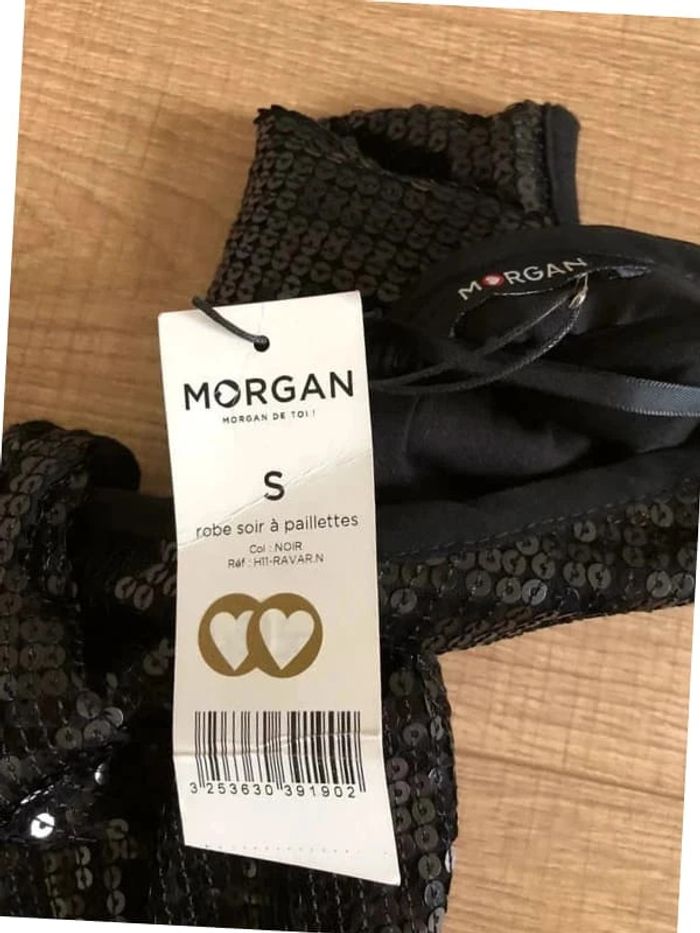 MORGAN
MORGAN
MORGAN DE TOI !
S
robe soir à paillettes
Col : NOIR
Réf : H11-RAVAR.N
3 253630 391902